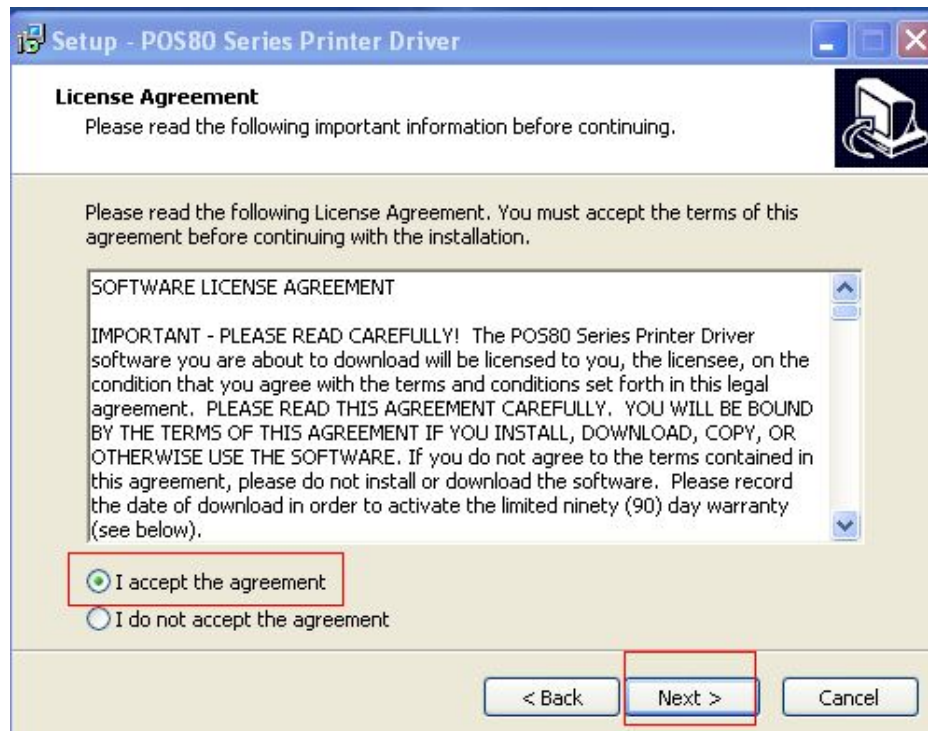 Setup - POS80 Series Printer Driver
License Agreement
Please read the following important information before continuing.
Please read the following License Agreement. You must accept the terms of this
agreement before continuing with the installation.
SOFTWARE LICENSE AGREEMENT
IMPORTANT - PLEASE READ CAREFULLY!  The POS80 Series Printer Driver
software you are about to download will be licensed to you, the licensee, on the
condition that you agree with the terms and conditions set forth in this legal
agreement.  PLEASE READ THIS AGREEMENT CAREFULLY.  YOU WILL BE BOUND
BY THE TERMS OF THIS AGREEMENT IF YOU INSTALL, DOWNLOAD, COPY, OR
OTHERWISE USE THE SOFTWARE. If you do not agree to the terms contained in
this agreement, please do not install or download the software.  Please record
the date of download in order to activate the limited ninety (90) day warranty
(see below).
I accept the agreement
I do not accept the agreement
< Back Next > Cancel